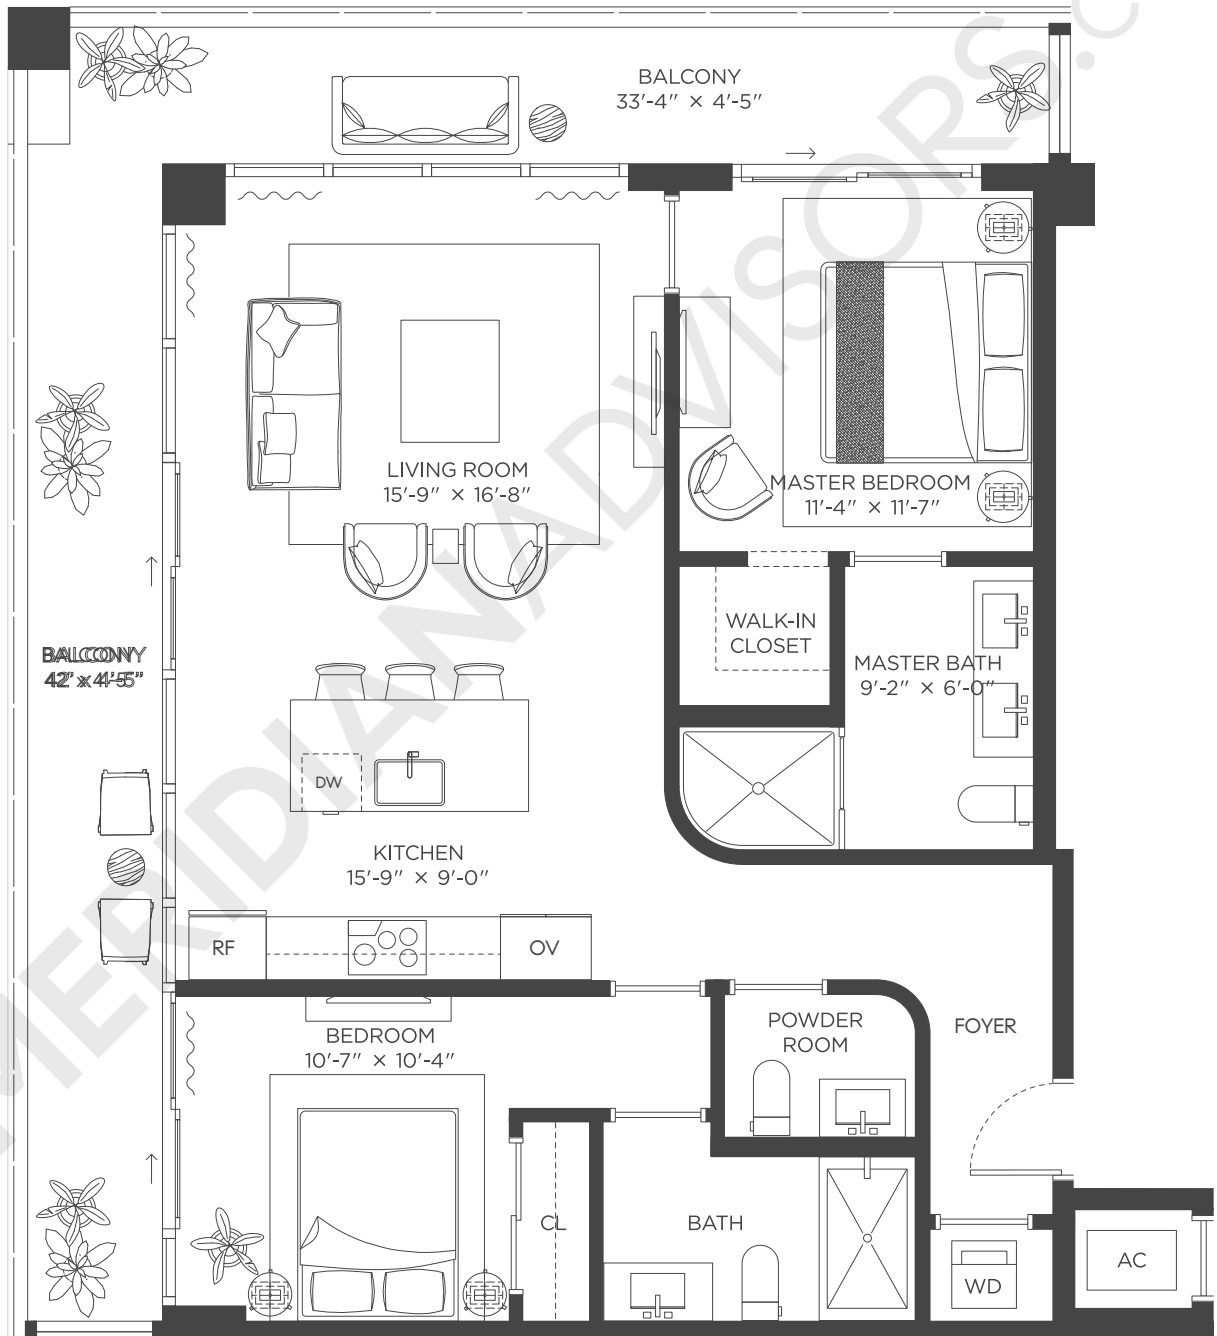 BALCONY
33'-4" × 4'-5"
LIVING ROOM
15'-9" × 16'-8"
MASTER BEDROOM
11'-4" × 11'-7"
WALK-IN
CLOSET
BALCONY
MASTER BATH
9'-2" × 6'-0"
DW
KITCHEN
15'-9" × 9'-0"
RF
OV
BEDROOM
10'-7" × 10'-4"
POWDER
ROOM
FOYER
CL
BATH
WD
AC
MERIDIANADVISORS.C